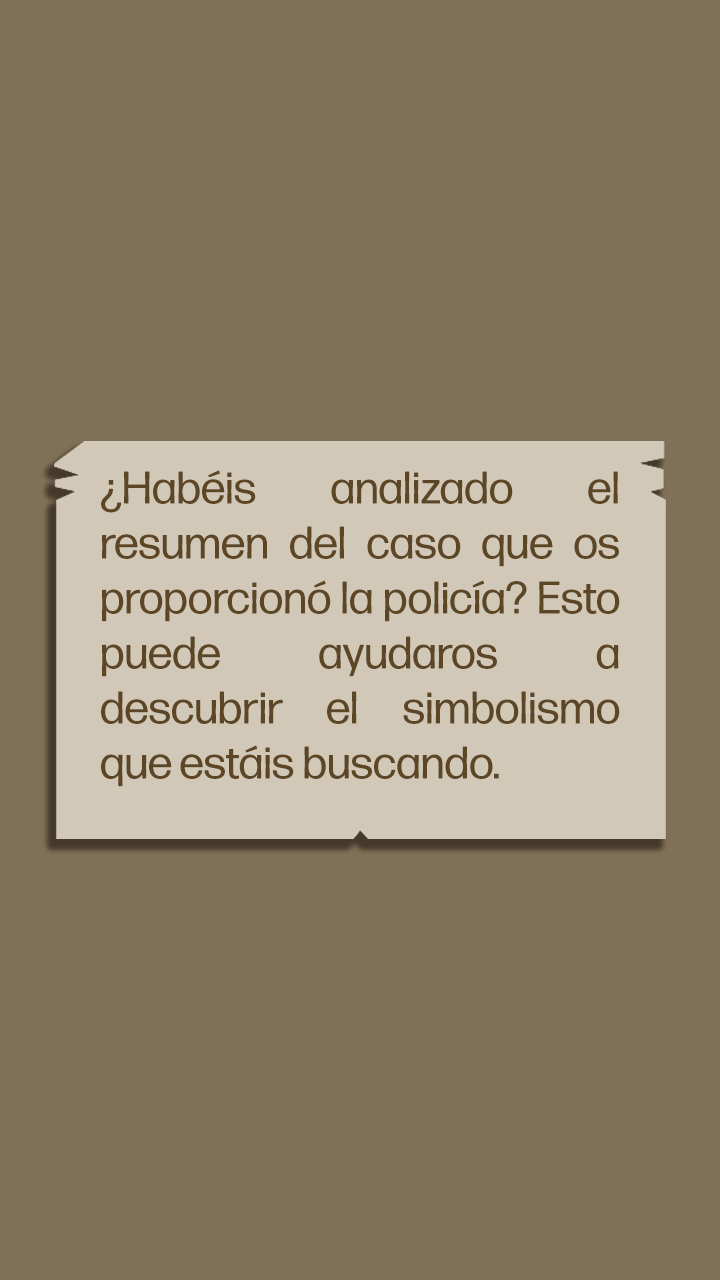 ¿Habéis analizado el
resumen del caso que os
proporcionó la policía? Esto
puede ayudaros a
descubrir el simbolismo
que estáis buscando.